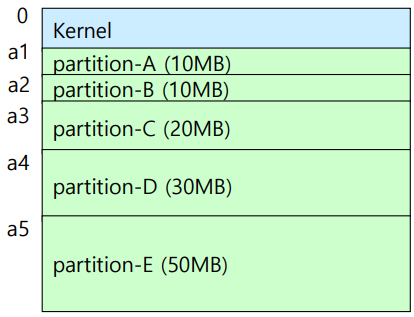 0
Kernel
a1
partition-A (10MB)
a2
partition-B (10MB)
a3
partition-C (20MB)
a4
partition-D (30MB)
a5
partition-E (50MB)